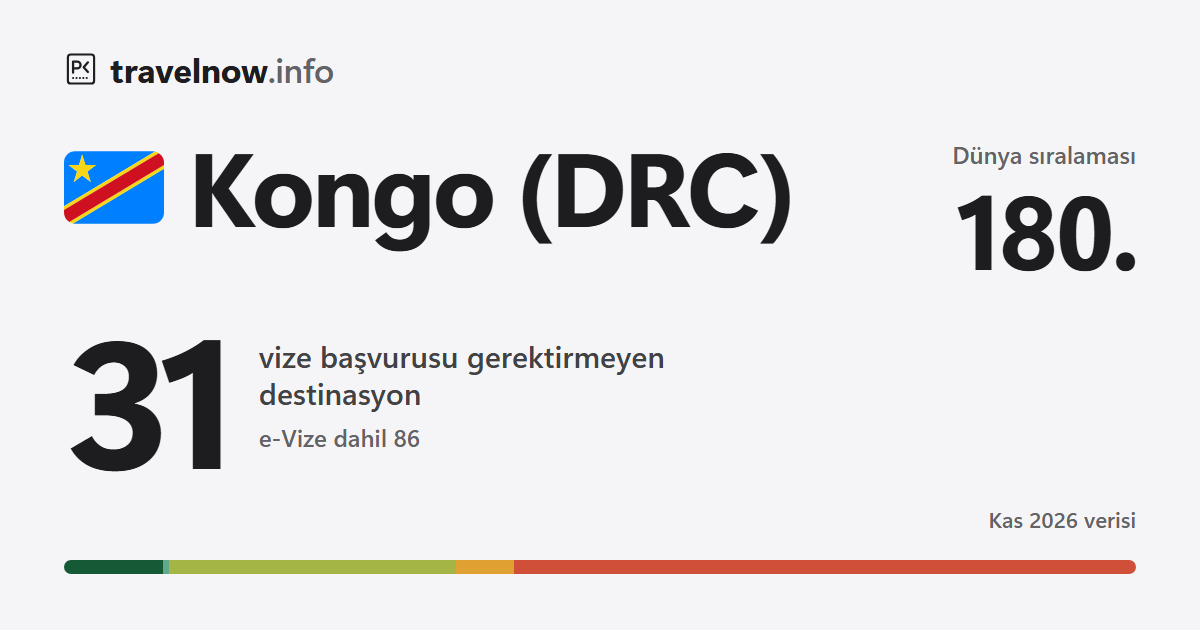 travelnow.info
Kongo (DRC)
Dünya sıralaması
180.
31
vize başvurusu gerektirmeyen
destinasyon
e-Vize dahil 86
Kas 2026 verisi